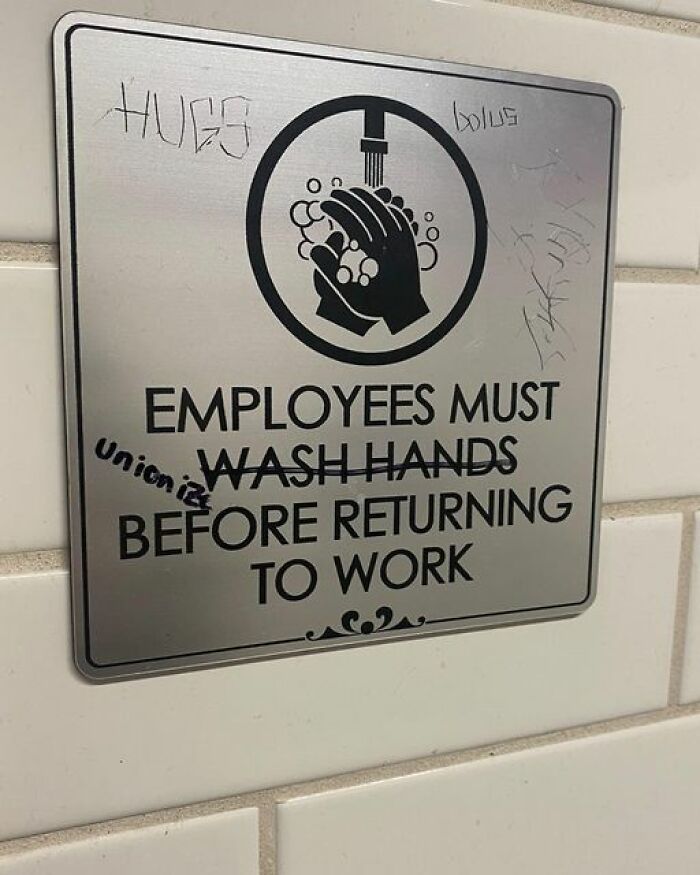 HUGS
bolus
EMPLOYEES MUST
unionize WASH HANDS
BEFORE RETURNING
TO WORK